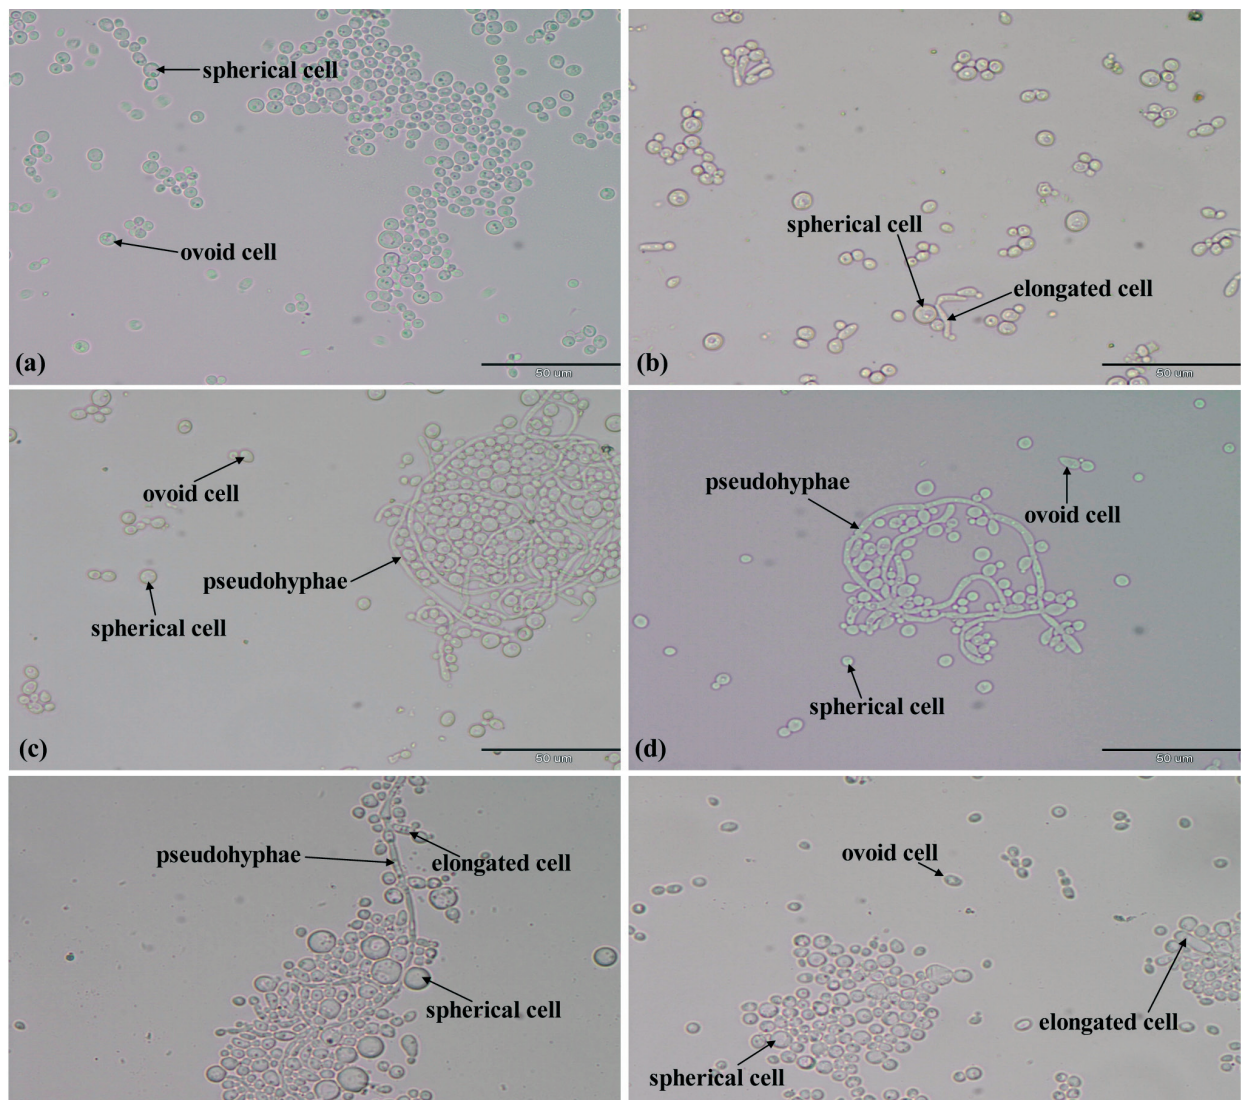 spherical cell
ovoid cell
(a)
50 um
spherical cell
elongated cell
(b)
50 um
ovoid cell
pseudohyphae
spherical cell
(c)
50 um
pseudohyphae
ovoid cell
spherical cell
(d)
50 um
pseudohyphae
elongated cell
spherical cell
ovoid cell
elongated cell
spherical cell